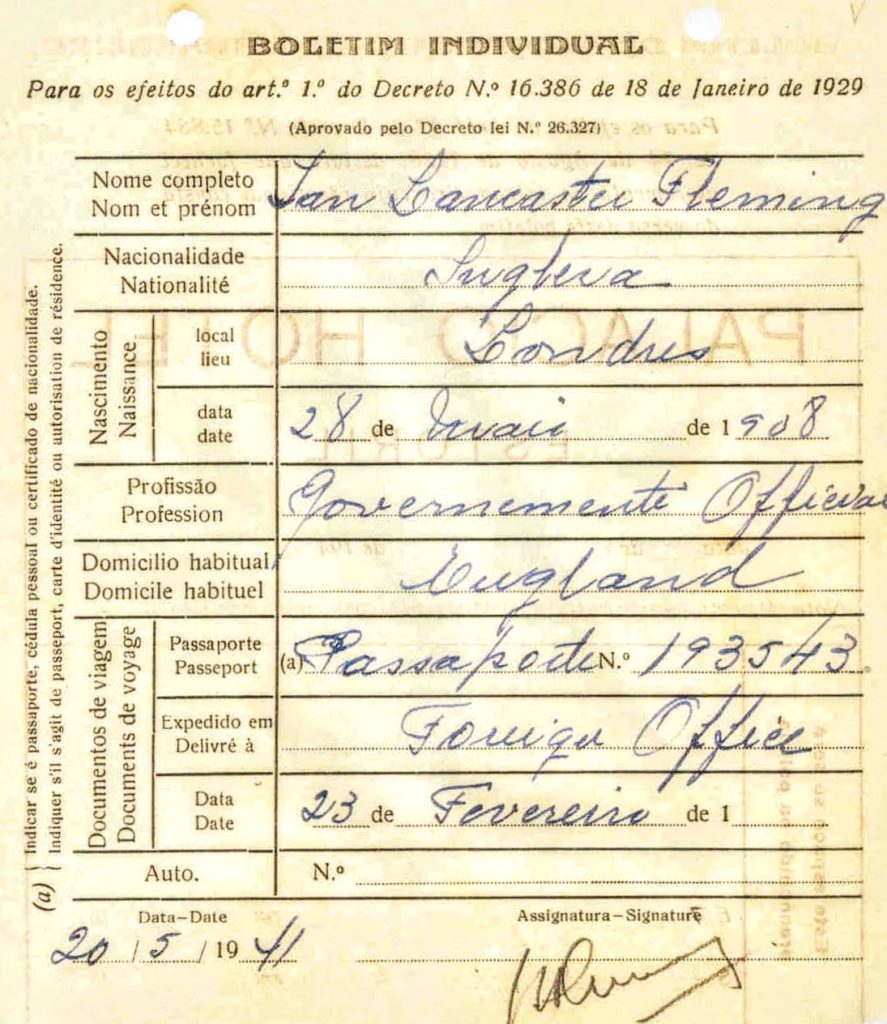 BOLETIM INDIVIDUAL
Para os efeitos do art.º 1.º do Decreto N.º 16.386 de 18 de Janeiro de 1929
(Aprovado pelo Decreto lei N.º 26.327)
Nome completo
Nom et prénom
Ian Lancaster Fleming
Nacionalidade
Nationalité
Inglesa
Nascimento
Naissance
local
lieu
Londres
data
date
28 de Maio de 1908
Profissão
Profession
Governemente Official
Domicilio habitual
Domicile habituel
England
Documentos de viagem
Documents de voyage
Passaporte
Passeport
(a) Passaporte N.º 193543
Expedido em
Delivré à
Foreign Office
Data
Date
23 de Fevereiro de 1
Auto.
N.º
(a) Indicar se é passaporte, cédula pessoal ou certificado de nacionalidade.
Indiquer s'il s'agit de passeport, carte d'identité ou autorisation de résidence.
Data-Date
20/5/1941
Assignatura-Signature
PALACIO HOTEL
ESTORIL